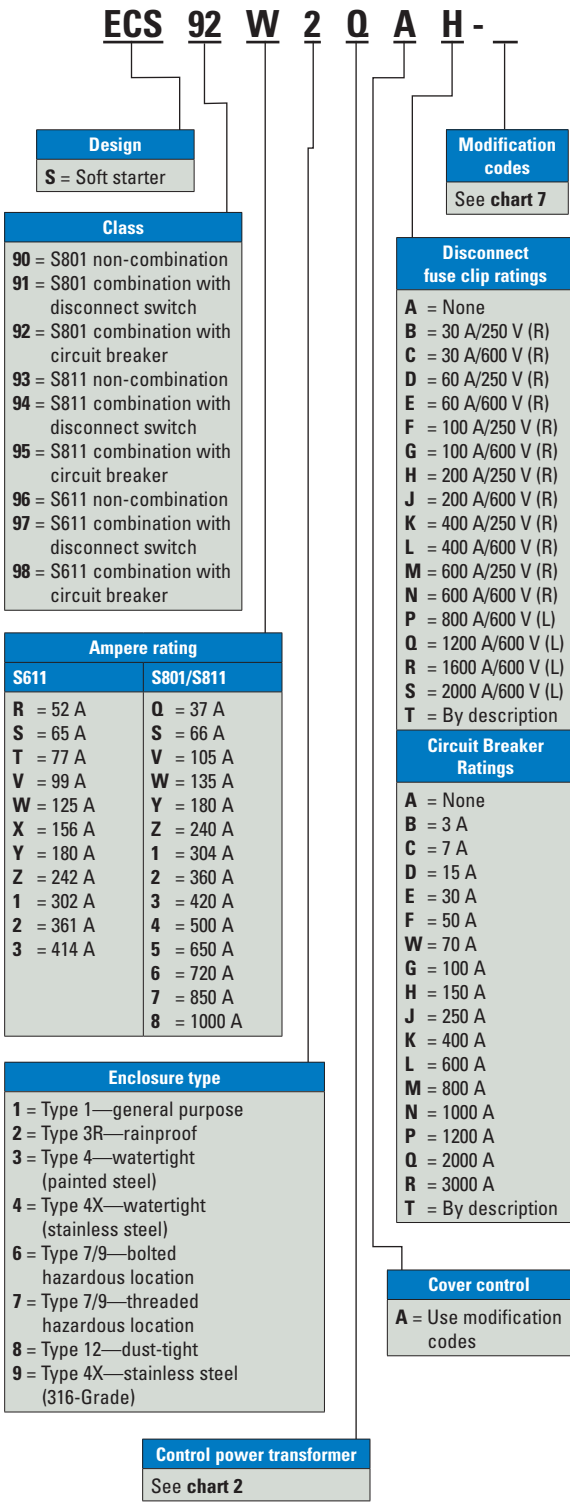 ECS 92 W 2 Q A H - _
Design
S = Soft starter
Modification
codes
See chart 7
Class
90 = S801 non-combination
91 = S801 combination with
disconnect switch
92 = S801 combination with
circuit breaker
93 = S811 non-combination
94 = S811 combination with
disconnect switch
95 = S811 combination with
circuit breaker
96 = S611 non-combination
97 = S611 combination with
disconnect switch
98 = S611 combination with
circuit breaker
Disconnect
fuse clip ratings
A = None
B = 30 A/250 V (R)
C = 30 A/600 V (R)
D = 60 A/250 V (R)
E = 60 A/600 V (R)
F = 100 A/250 V (R)
G = 100 A/600 V (R)
H = 200 A/250 V (R)
J = 200 A/600 V (R)
K = 400 A/250 V (R)
L = 400 A/600 V (R)
M = 600 A/250 V (R)
N = 600 A/600 V (R)
P = 800 A/600 V (L)
Q = 1200 A/600 V (L)
R = 1600 A/600 V (L)
S = 2000 A/600 V (L)
T = By description
Ampere rating
S611
R = 52 A
S = 65 A
T = 77 A
V = 99 A
W = 125 A
X = 156 A
Y = 180 A
Z = 242 A
1 = 302 A
2 = 361 A
3 = 414 A
S801/S811
Q = 37 A
S = 66 A
V = 105 A
W = 135 A
Y = 180 A
Z = 240 A
1 = 304 A
2 = 360 A
3 = 420 A
4 = 500 A
5 = 650 A
6 = 720 A
7 = 850 A
8 = 1000 A
Circuit Breaker
Ratings
A = None
B = 3 A
C = 7 A
D = 15 A
E = 30 A
F = 50 A
W = 70 A
G = 100 A
H = 150 A
J = 250 A
K = 400 A
L = 600 A
M = 800 A
N = 1000 A
P = 1200 A
Q = 2000 A
R = 3000 A
T = By description
Enclosure type
1 = Type 1—general purpose
2 = Type 3R—rainproof
3 = Type 4—watertight
(painted steel)
4 = Type 4X—watertight
(stainless steel)
6 = Type 7/9—bolted
hazardous location
7 = Type 7/9—threaded
hazardous location
8 = Type 12—dust-tight
9 = Type 4X—stainless steel
(316-Grade)
Cover control
A = Use modification
codes
Control power transformer
See chart 2